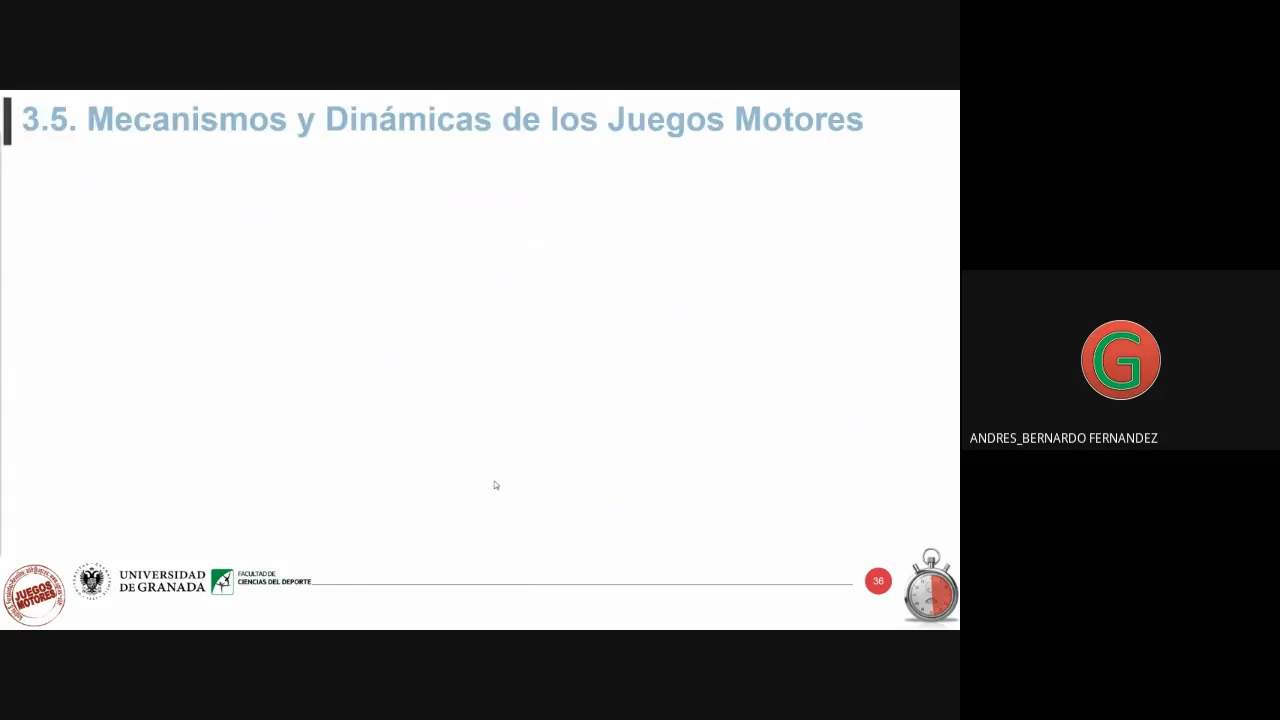 3.5. Mecanismos y Dinámicas de los Juegos Motores
G
ANDRES_BERNARDO FERNANDEZ
JUEGOS
MOTORES
UNIVERSIDAD
DE GRANADA
FACULTAD DE
CIENCIAS DEL DEPORTE
36